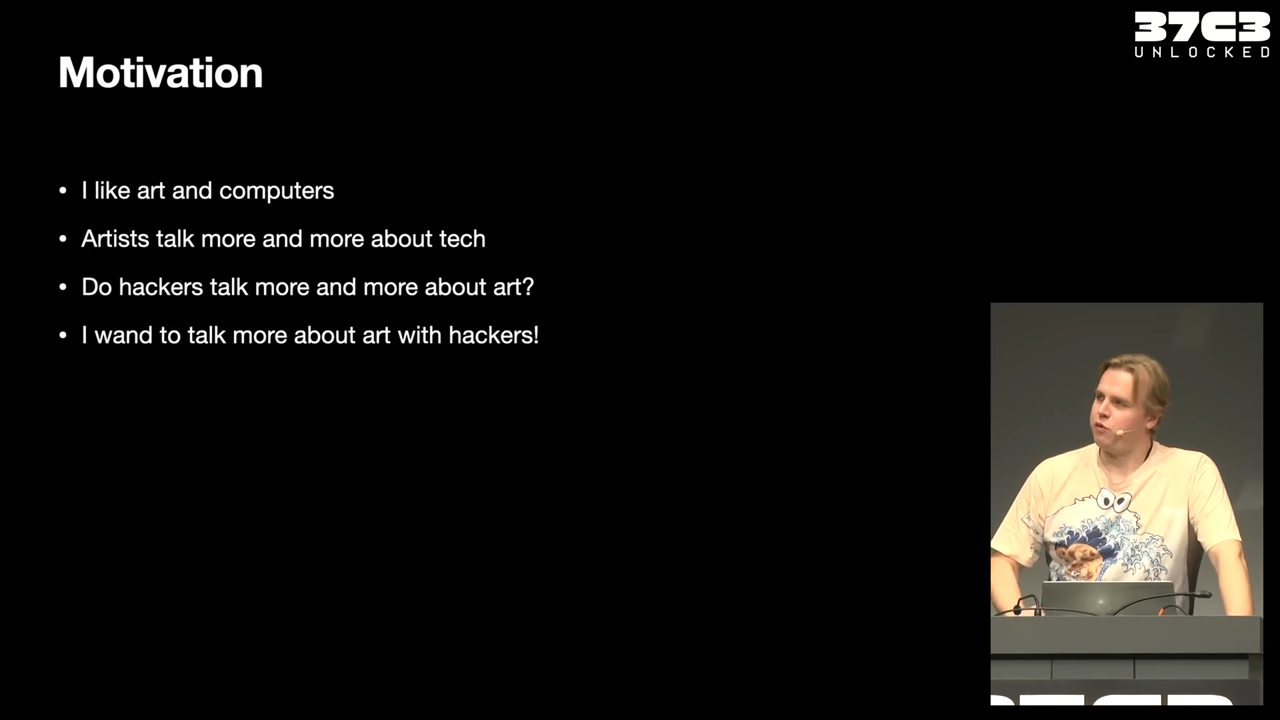 37C3
UNLOCKED
Motivation
• I like art and computers
• Artists talk more and more about tech
• Do hackers talk more and more about art?
• I wand to talk more about art with hackers!